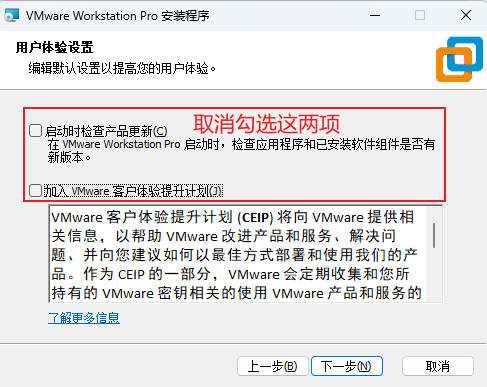 VMware Workstation Pro 安装程序
用户体验设置
编辑默认设置以提高您的用户体验。
启动时检查产品更新(C)
取消勾选这两项
在 VMware Workstation Pro 启动时，检查应用程序和已安装软件组件是否有
新版本。
加入 VMware 客户体验提升计划(J)
VMware 客户体验提升计划 (CEIP) 将向 VMware 提供相
关信息，以帮助 VMware 改进产品和服务、解决问
题、并向您建议如何以最佳方式部署和使用我们的产
品。作为 CEIP 的一部分，VMware 会定期收集和您所
持有的 VMware 密钥相关的使用 VMware 产品和服务的
了解更多信息
上一步(B) 下一步(N) 取消